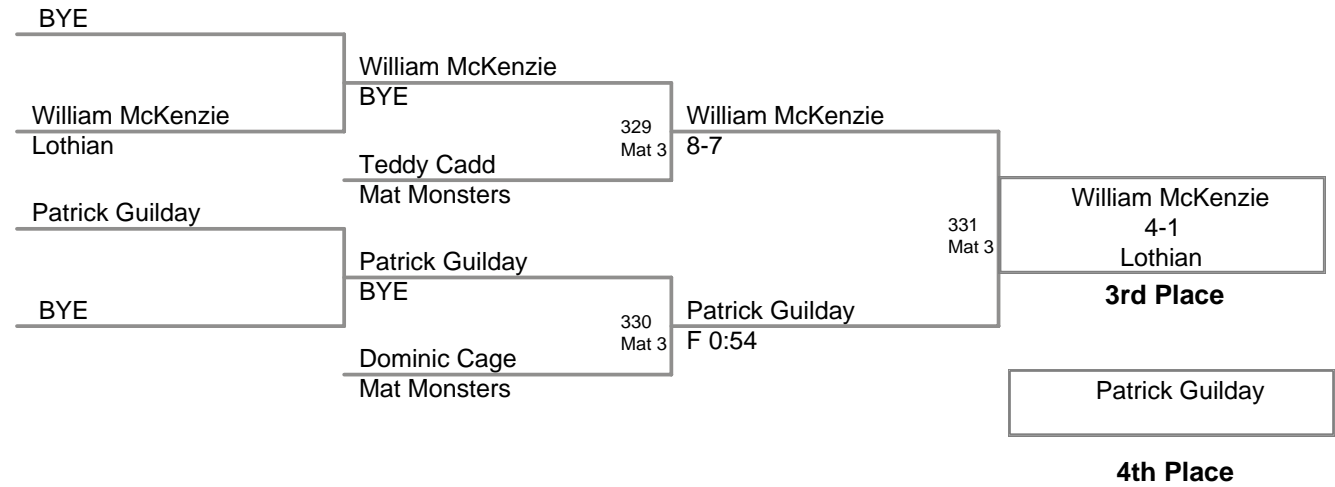 BYE
William McKenzie
BYE
William McKenzie
Lothian
329
Mat 3
William McKenzie
8-7
Teddy Cadd
Mat Monsters
Patrick Guilday
William McKenzie
4-1
Lothian
3rd Place
331
Mat 3
Patrick Guilday
BYE
BYE
330
Mat 3
Patrick Guilday
F 0:54
Dominic Cage
Mat Monsters
Patrick Guilday
4th Place